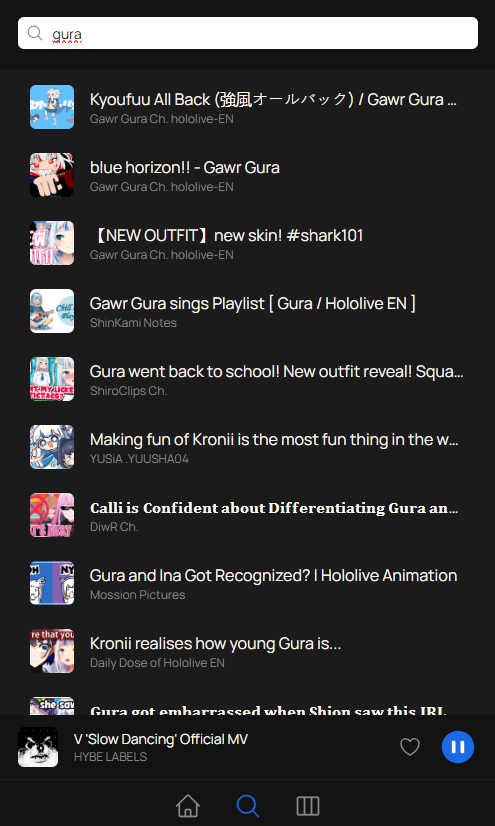 gura
Kyoufuu All Back (強風オールバック) / Gawr Gura ...
Gawr Gura Ch. hololive-EN
blue horizon!! - Gawr Gura
Gawr Gura Ch. hololive-EN
【NEW OUTFIT】new skin! #shark101
Gawr Gura Ch. hololive-EN
Gawr Gura sings Playlist [ Gura / Hololive EN ]
ShinKami Notes
Gura went back to school! New outfit reveal! Squa...
ShiroClips Ch.
Making fun of Kronii is the most fun thing in the w...
YUSiA .YUUSHA04
𝐂𝐚𝐥𝐥𝐢 𝐢𝐬 𝐂𝐨𝐧𝐟𝐢𝐝𝐞𝐧𝐭 𝐚𝐛𝐨𝐮𝐭 𝐃𝐢𝐟𝐟𝐞𝐫𝐞𝐧𝐭𝐢𝐚𝐭𝐢𝐧𝐠 𝐆𝐮𝐫𝐚 𝐚𝐧...
DiwR Ch.
Gura and Ina Got Recognized? | Hololive Animation
Mossion Pictures
re that you
Kronii realises how young Gura is...
Daily Dose of Hololive EN
she saw
𝐆𝐮𝐫𝐚 𝐠𝐨𝐭 𝐞𝐦𝐛𝐚𝐫𝐫𝐚𝐬𝐬𝐞𝐝 𝐰𝐡𝐞𝐧 𝐒𝐡𝐢𝐨𝐧 𝐬𝐚𝐰 𝐭𝐡𝐢𝐬 𝐈𝐑𝐋
V 'Slow Dancing' Official MV
HYBE LABELS